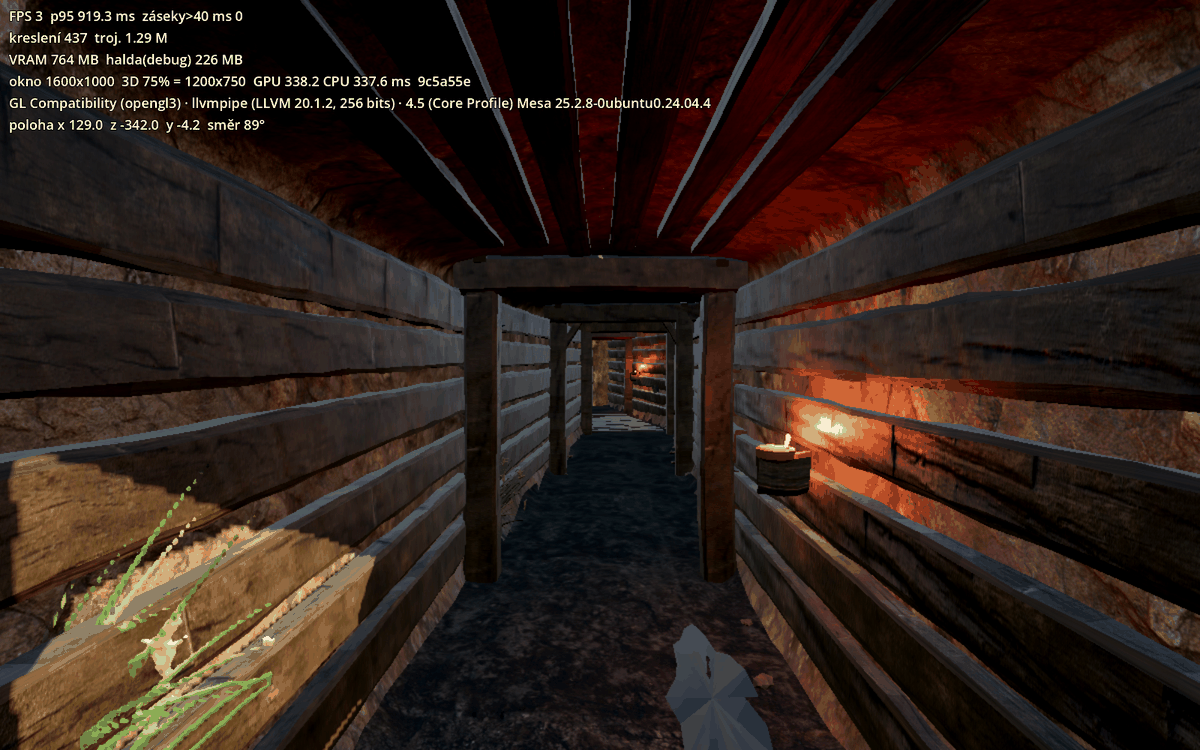 FPS 3 p95 919.3 ms záseky>40 ms 0
kreslení 437 troj. 1.29 M
VRAM 764 MB halda(debug) 226 MB
okno 1600x1000 3D 75% = 1200x750 GPU 338.2 CPU 337.6 ms 9c5a55e
GL Compatibility (opengl3) · llvmpipe (LLVM 20.1.2, 256 bits) · 4.5 (Core Profile) Mesa 25.2.8-0ubuntu0.24.04.4
poloha x 129.0 z -342.0 y -4.2 směr 89°